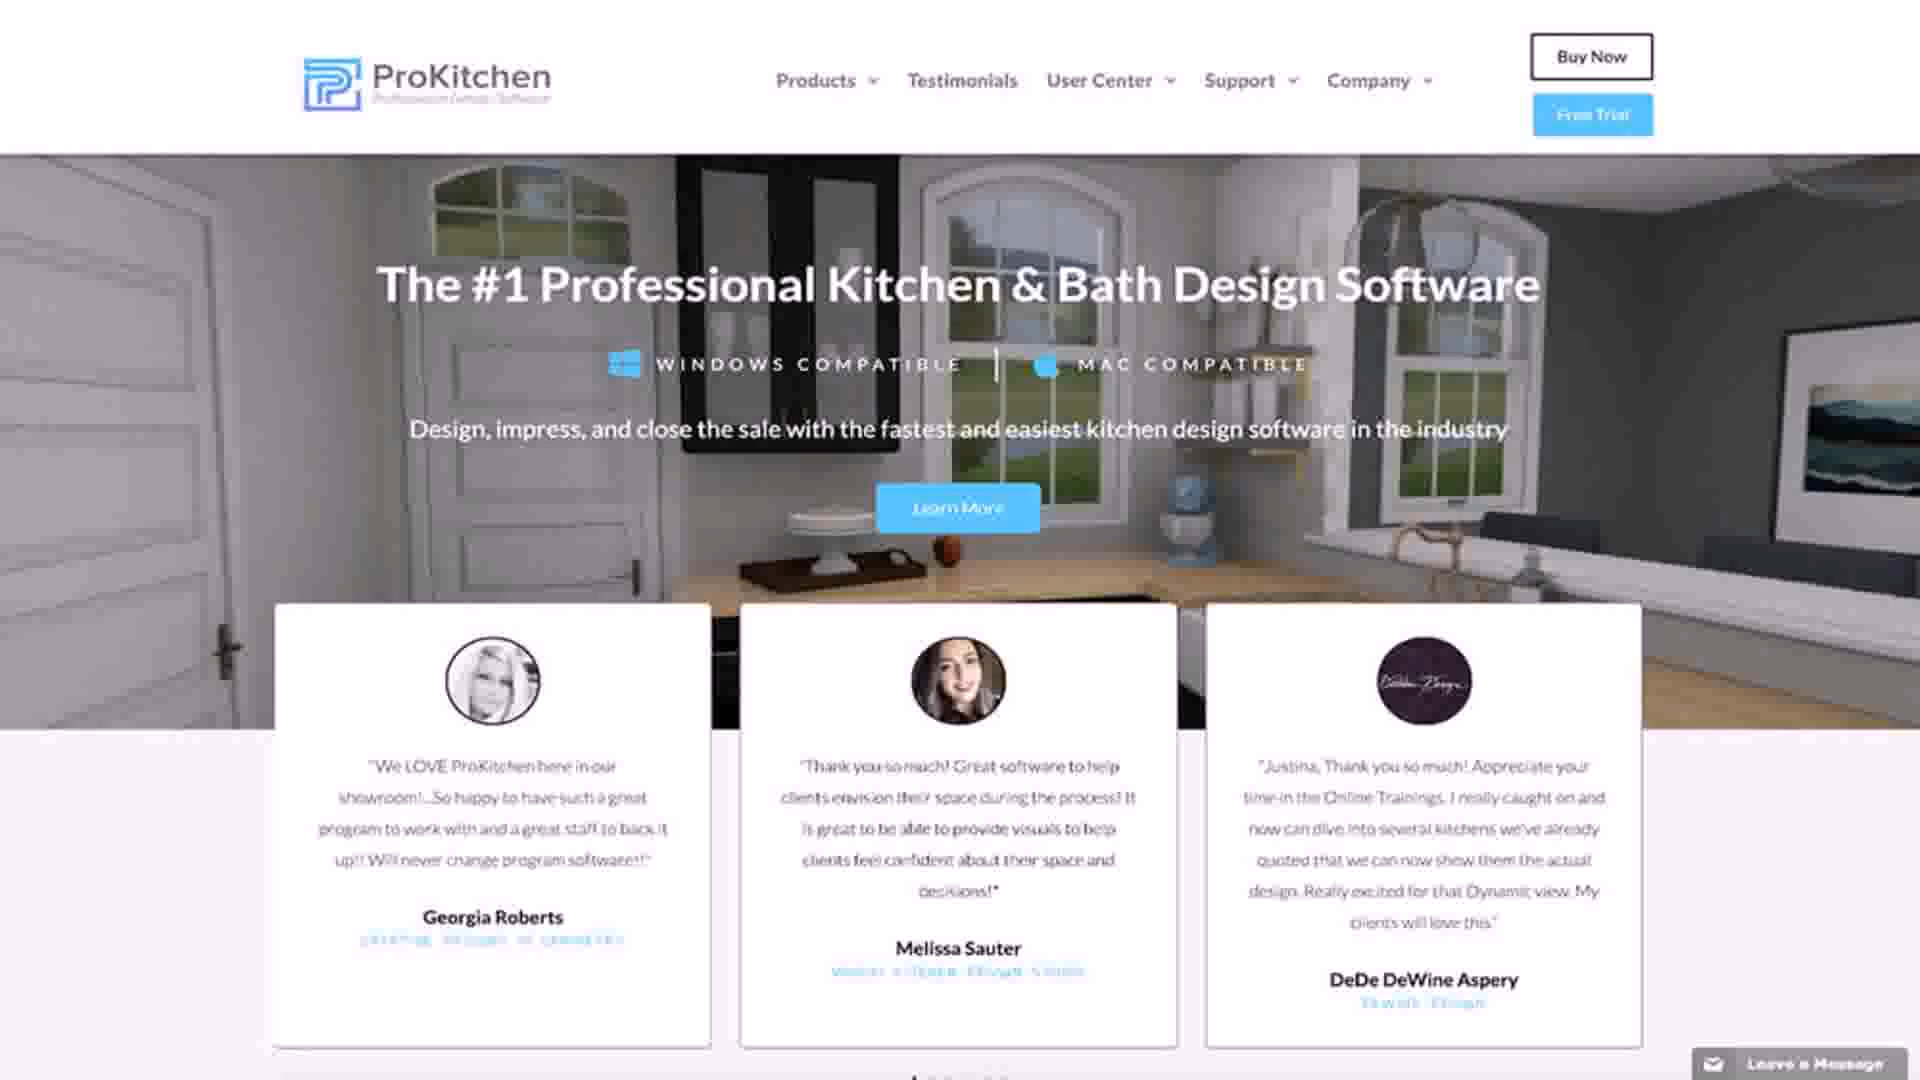 ProKitchen
Products
Testimonials
User Center
Support
Company
Buy Now
Free Trial
The #1 Professional Kitchen & Bath Design Software
WINDOWS COMPATIBLE | MAC COMPATIBLE
Design, impress, and close the sale with the fastest and easiest kitchen design software in the industry
Learn More
"We LOVE ProKitchen here in our
showroom!...So happy to have such a great
program to work with and a great staff to back it
up!! Will never change program software!!"
Georgia Roberts
"Thank you so much! Great software to help
clients envision their space during the process! It
is great to be able to provide visuals to help
clients feel confident about their space and
decisions!"
Melissa Sauter
"Justina, Thank you so much! Appreciate your
time in the Online Trainings. I really caught on and
now can dive into several kitchens we've already
quoted that we can now show them the actual
design. Really excited for that Dynamic view. My
clients will love this."
DeDe DeWine Aspery
Leave a Message